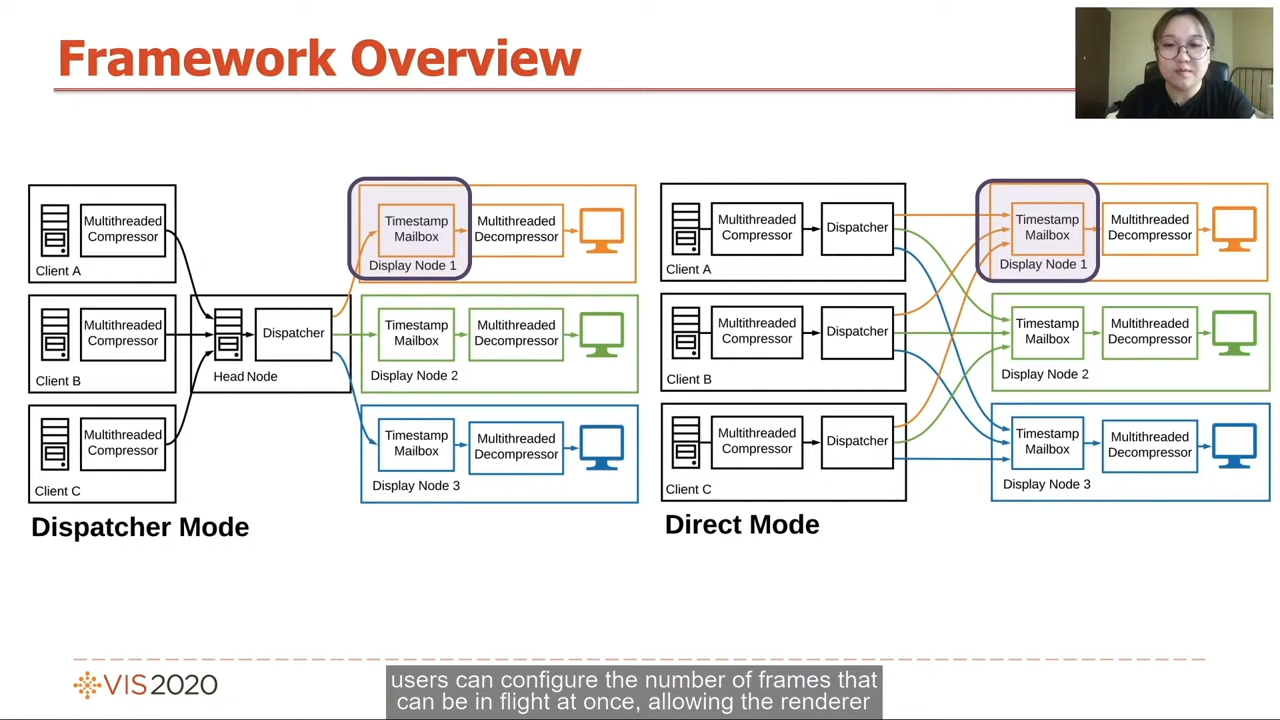 Framework Overview
Multithreaded
Compressor
Client A
Multithreaded
Compressor
Client B
Multithreaded
Compressor
Client C
Dispatcher
Head Node
Timestamp
Mailbox
Multithreaded
Decompressor
Display Node 1
Timestamp
Mailbox
Multithreaded
Decompressor
Display Node 2
Timestamp
Mailbox
Multithreaded
Decompressor
Display Node 3
Dispatcher Mode
Multithreaded
Compressor
Dispatcher
Client A
Multithreaded
Compressor
Dispatcher
Client B
Multithreaded
Compressor
Dispatcher
Client C
Timestamp
Mailbox
Multithreaded
Decompressor
Display Node 1
Timestamp
Mailbox
Multithreaded
Decompressor
Display Node 2
Timestamp
Mailbox
Multithreaded
Decompressor
Display Node 3
Direct Mode
VIS2020
users can configure the number of frames that
can be in flight at once, allowing the renderer